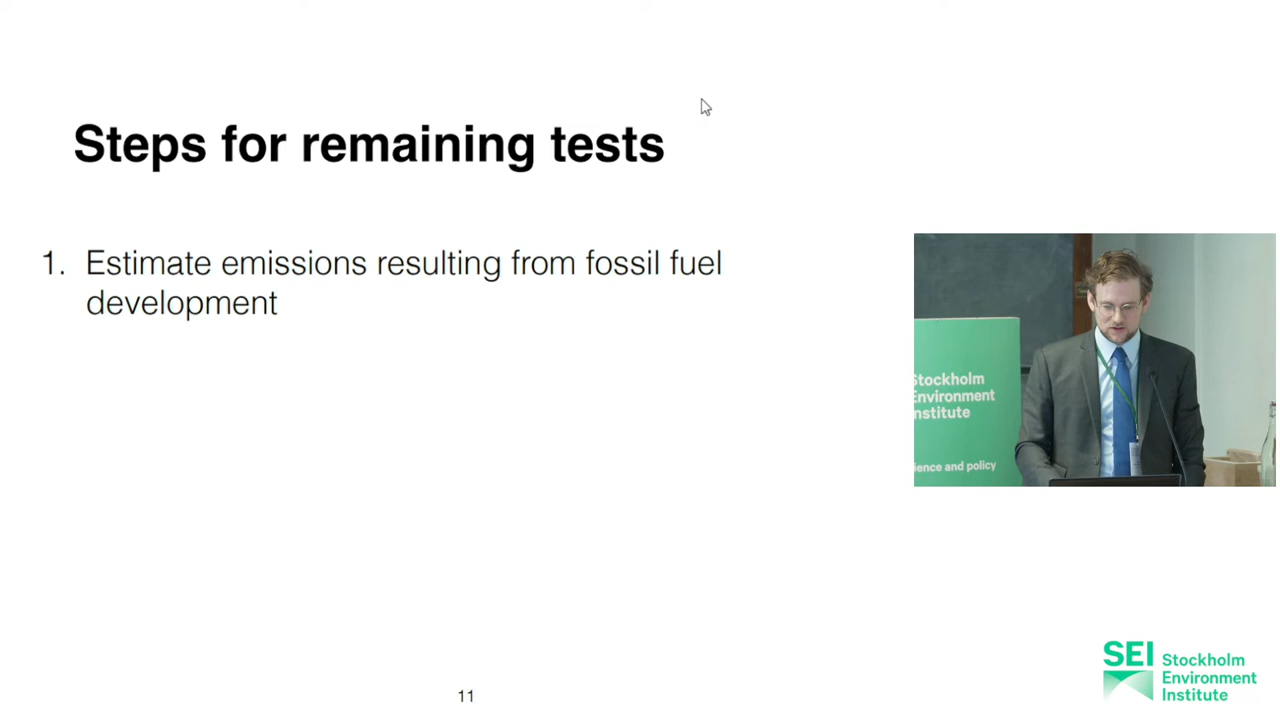 Steps for remaining tests
1. Estimate emissions resulting from fossil fuel
development
Stockholm
Environment
Institute
ience and policy
11
SEI Stockholm
Environment
Institute